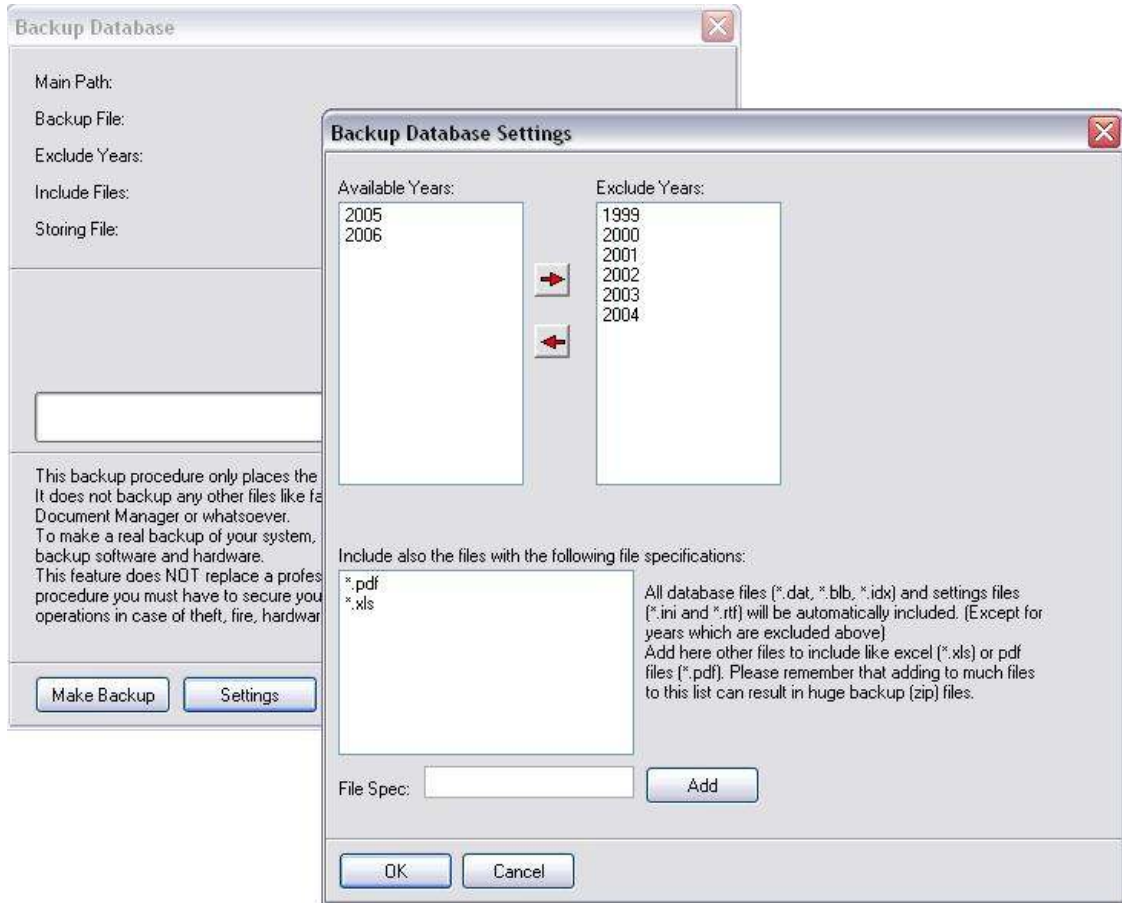 Backup Database
Main Path:
Backup File:
Exclude Years:
Include Files:
Storing File:
This backup procedure only places the
It does not backup any other files like
Document Manager or whatsoever.
To make a real backup of your system,
backup software and hardware.
This feature does NOT replace a
procedure you must have to secure
operations in case of theft, fire,
Make Backup
Settings
Backup Database Settings
Available Years:
2005
2006
Exclude Years:
1999
2000
2001
2002
2003
2004
Include also the files with the following file specifications:
*.pdf
*.xls
All database files (*.dat, *.blb, *.idx) and settings files
(*.ini and *.rtf) will be automatically included. (Except for
years which are excluded above)
Add here other files to include like excel (*.xls) or pdf
files (*.pdf). Please remember that adding to much files
to this list can result in huge backup (zip) files.
File Spec:
Add
OK
Cancel